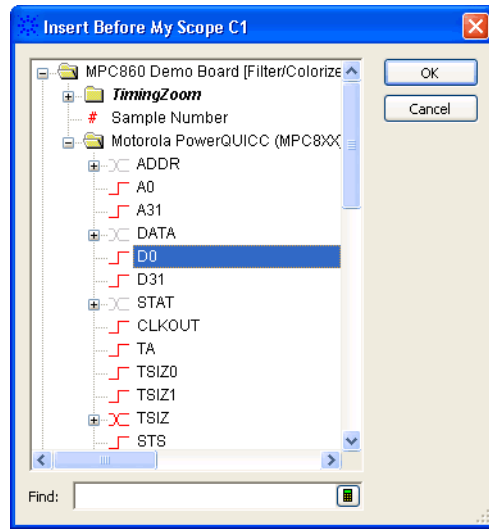 Insert Before My Scope C1
MPC860 Demo Board [Filter/Colorize
TimingZoom
# Sample Number
Motorola PowerQUICC (MPC8XX)
ADDR
A0
A31
DATA
D0
D31
STAT
CLKOUT
TA
TSIZ0
TSIZ1
TSIZ
STS
Find:
OK
Cancel